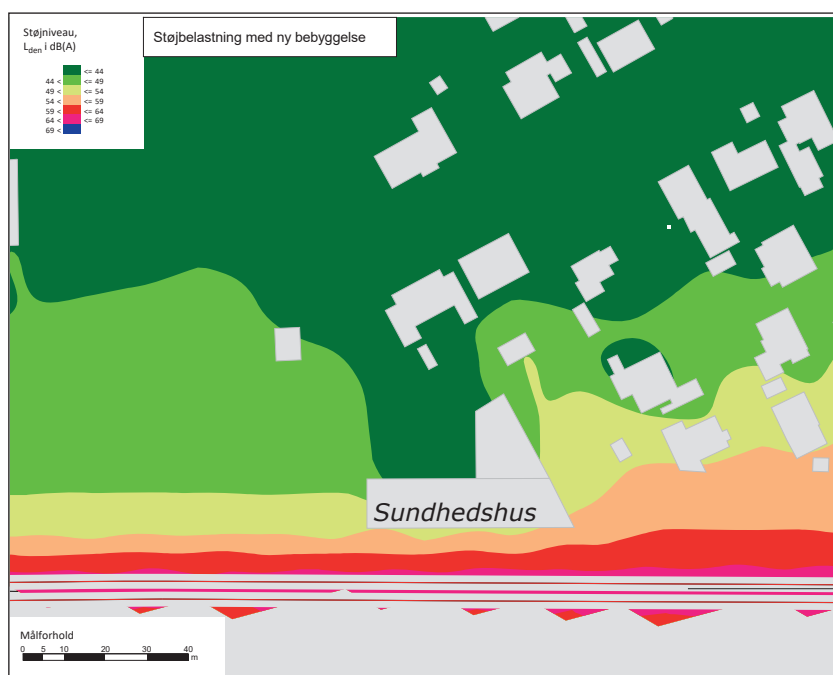 Støjniveau,
Lden i dB(A)
<= 44
44 < <= 49
49 < <= 54
54 < <= 59
59 < <= 64
64 < <= 69
69 <
Støjbelastning med ny bebyggelse
Sundhedshus
Målforhold
0 5 10 20 30 40
m